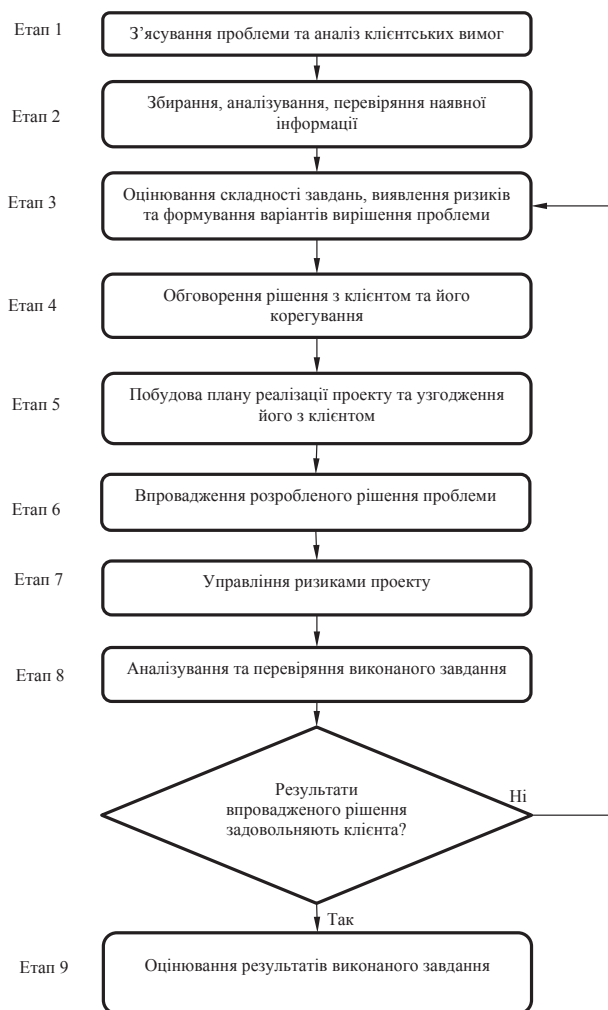 Етап 1
З’ясування проблеми та аналіз клієнтських вимог
Етап 2
Збирання, аналізування, перевіряння наявної
інформації
Етап 3
Оцінювання складності завдань, виявлення ризиків
та формування варіантів вирішення проблеми
Етап 4
Обговорення рішення з клієнтом та його
корегування
Етап 5
Побудова плану реалізації проекту та узгодження
його з клієнтом
Етап 6
Впровадження розробленого рішення проблеми
Етап 7
Управління ризиками проекту
Етап 8
Аналізування та перевіряння виконаного завдання
Результати
впровадженого рішення
задовольняють клієнта?
Ні
Так
Етап 9
Оцінювання результатів виконаного завдання